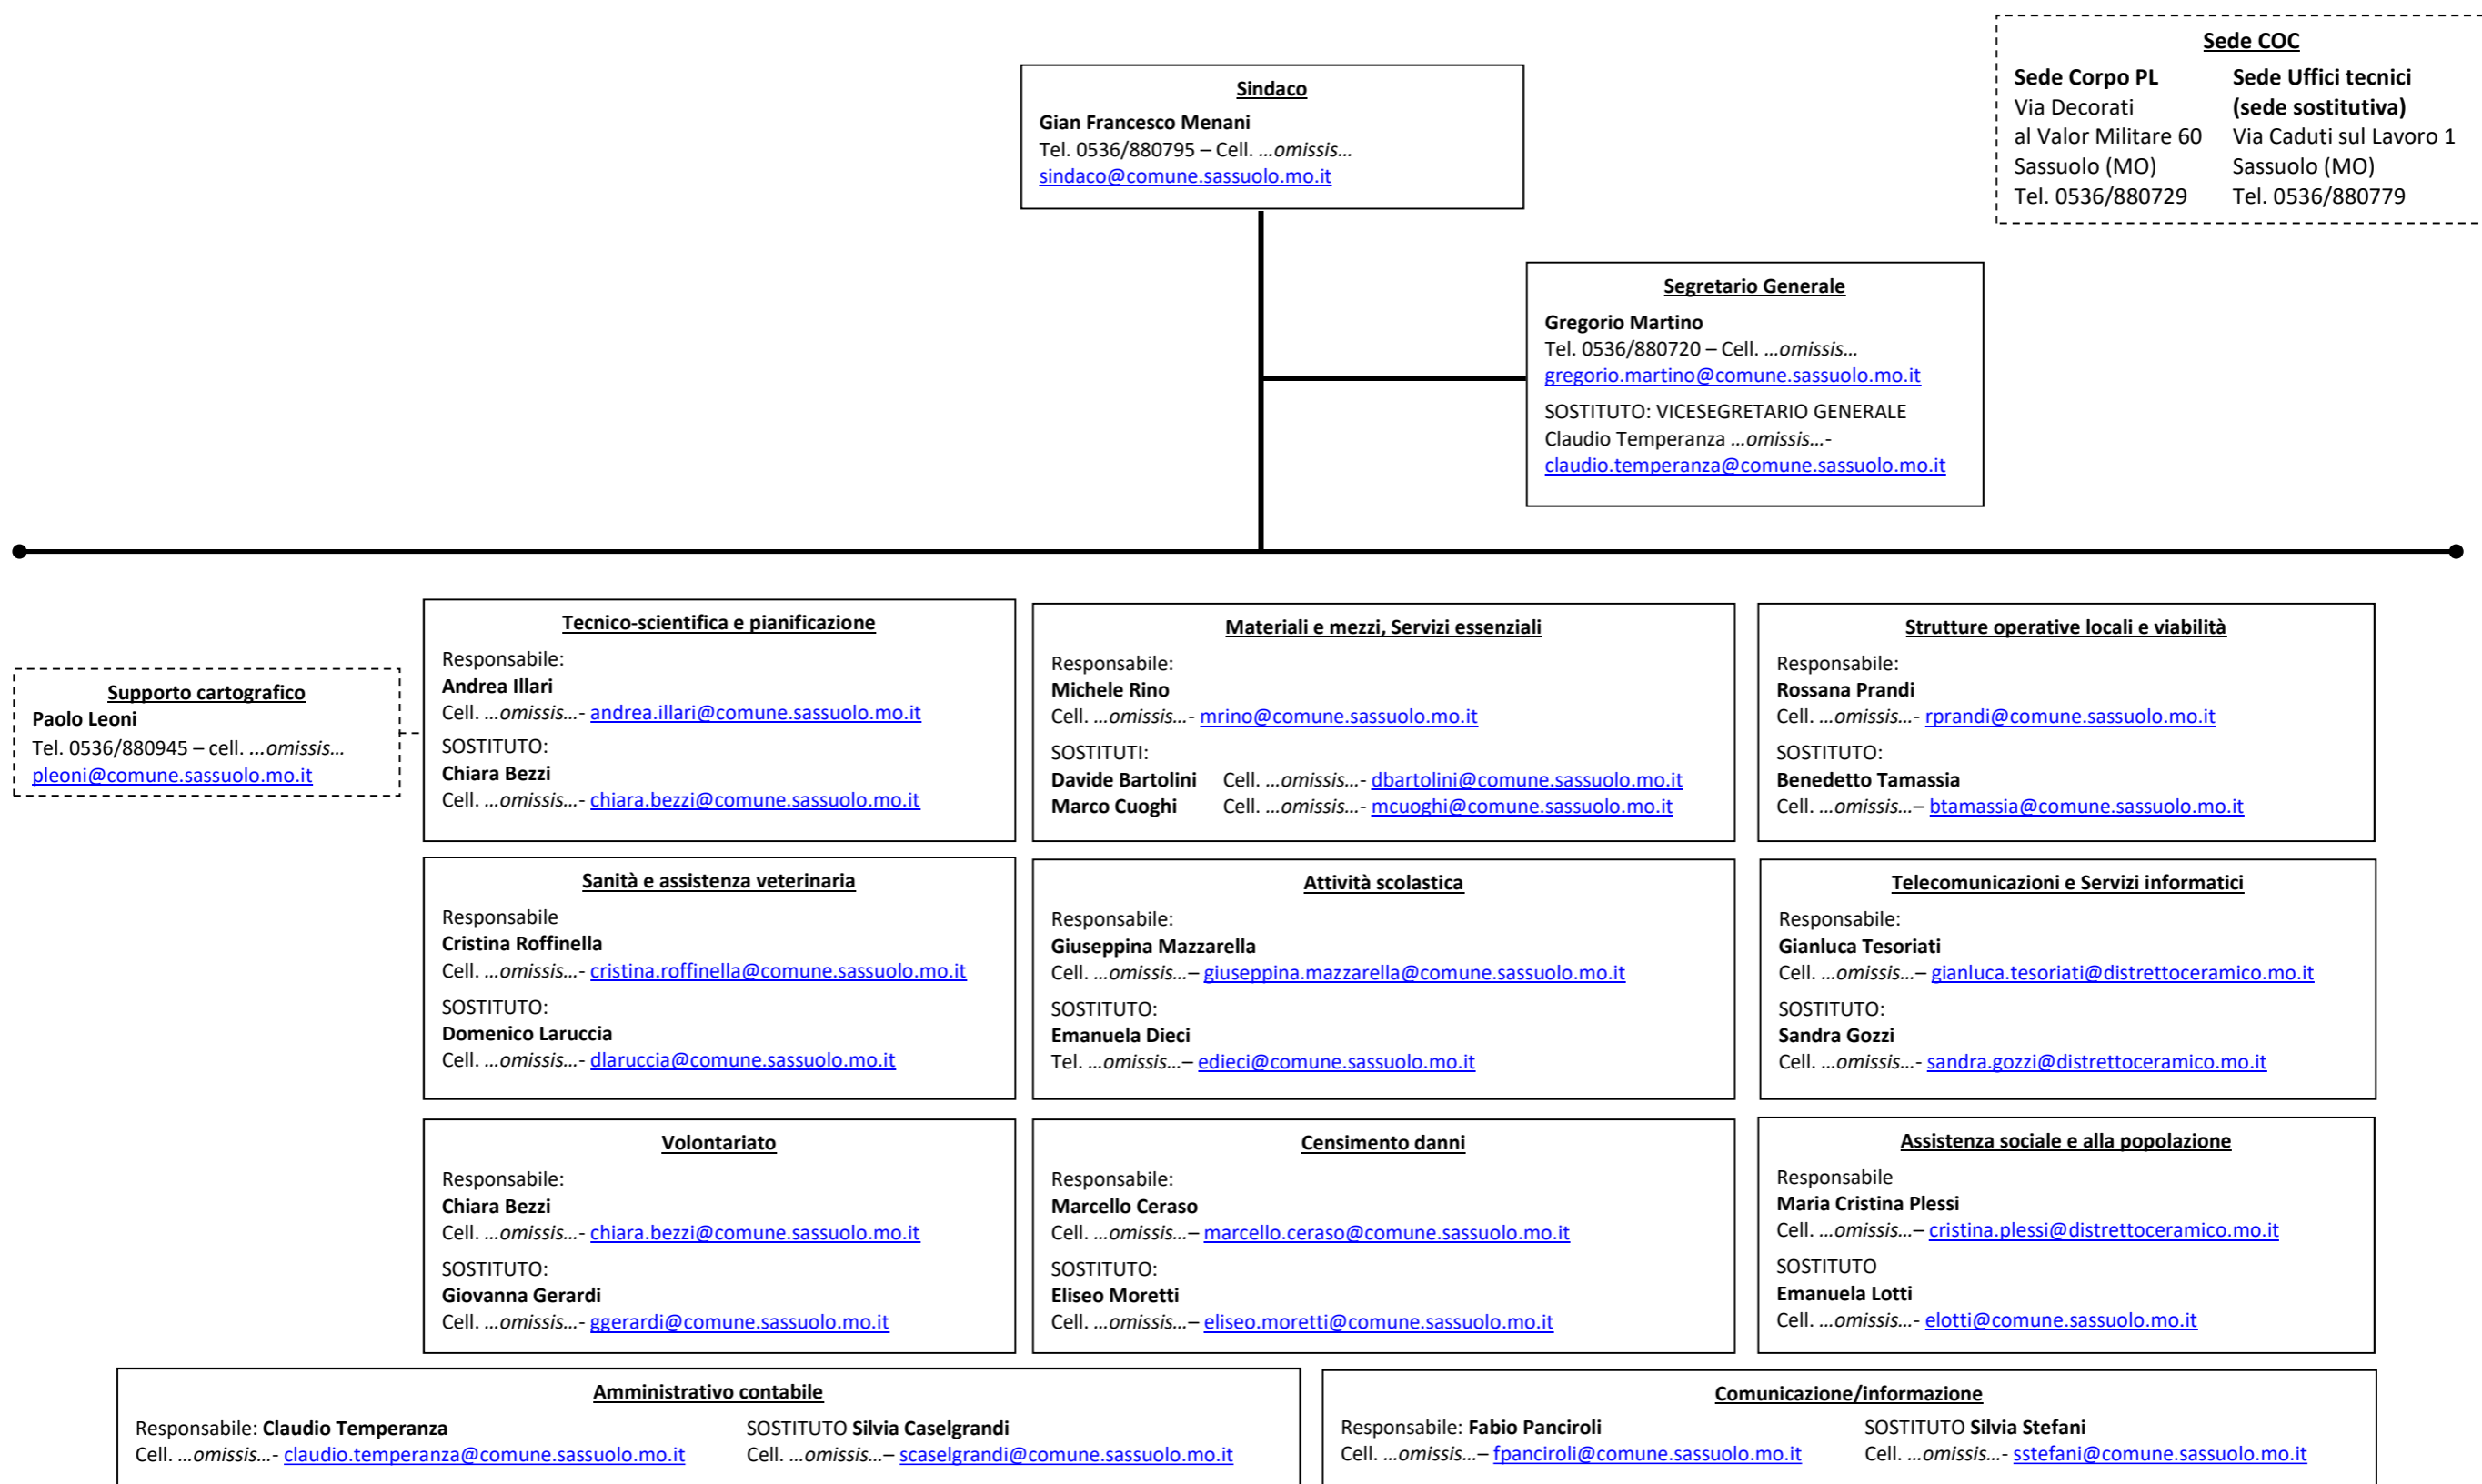 Sede COC
Sede Corpo PL
Via Decorati
al Valor Militare 60
Sassuolo (MO)
Tel. 0536/880729
Sede Uffici tecnici
(sede sostitutiva)
Via Caduti sul Lavoro 1
Sassuolo (MO)
Tel. 0536/880779
Sindaco
Gian Francesco Menani
Tel. 0536/880795 – Cell. …omissis…
sindaco@comune.sassuolo.mo.it
Segretario Generale
Gregorio Martino
Tel. 0536/880720 – Cell. …omissis…
gregorio.martino@comune.sassuolo.mo.it
SOSTITUTO: VICESEGRETARIO GENERALE
Claudio Temperanza …omissis…-
claudio.temperanza@comune.sassuolo.mo.it
Supporto cartografico
Paolo Leoni
Tel. 0536/880945 – cell. …omissis…
pleoni@comune.sassuolo.mo.it
Tecnico-scientifica e pianificazione
Responsabile:
Andrea Illari
Cell. …omissis…- andrea.illari@comune.sassuolo.mo.it
SOSTITUTO:
Chiara Bezzi
Cell. …omissis…- chiara.bezzi@comune.sassuolo.mo.it
Materiali e mezzi, Servizi essenziali
Responsabile:
Michele Rino
Cell. …omissis…- mrino@comune.sassuolo.mo.it
SOSTITUTI:
Davide Bartolini Cell. …omissis…- dbartolini@comune.sassuolo.mo.it
Marco Cuoghi Cell. …omissis…- mcuoghi@comune.sassuolo.mo.it
Strutture operative locali e viabilità
Responsabile:
Rossana Prandi
Cell. …omissis…- rprandi@comune.sassuolo.mo.it
SOSTITUTO:
Benedetto Tamassia
Cell. …omissis…– btamassia@comune.sassuolo.mo.it
Sanità e assistenza veterinaria
Responsabile
Cristina Roffinella
Cell. …omissis…- cristina.roffinella@comune.sassuolo.mo.it
SOSTITUTO:
Domenico Laruccia
Cell. …omissis…- dlaruccia@comune.sassuolo.mo.it
Attività scolastica
Responsabile:
Giuseppina Mazzarella
Cell. …omissis…– giuseppina.mazzarella@comune.sassuolo.mo.it
SOSTITUTO:
Emanuela Dieci
Tel. …omissis…– edieci@comune.sassuolo.mo.it
Telecomunicazioni e Servizi informatici
Responsabile:
Gianluca Tesoriati
Cell. …omissis…– gianluca.tesoriati@distrettoceramico.mo.it
SOSTITUTO:
Sandra Gozzi
Cell. …omissis…- sandra.gozzi@distrettoceramico.mo.it
Volontariato
Responsabile:
Chiara Bezzi
Cell. …omissis…- chiara.bezzi@comune.sassuolo.mo.it
SOSTITUTO:
Giovanna Gerardi
Cell. …omissis…- ggerardi@comune.sassuolo.mo.it
Censimento danni
Responsabile:
Marcello Ceraso
Cell. …omissis…– marcello.ceraso@comune.sassuolo.mo.it
SOSTITUTO:
Eliseo Moretti
Cell. …omissis…– eliseo.moretti@comune.sassuolo.mo.it
Assistenza sociale e alla popolazione
Responsabile
Maria Cristina Plessi
Cell. …omissis…– cristina.plessi@distrettoceramico.mo.it
SOSTITUTO
Emanuela Lotti
Cell. …omissis…- elotti@comune.sassuolo.mo.it
Amministrativo contabile
Responsabile: Claudio Temperanza
Cell. …omissis…- claudio.temperanza@comune.sassuolo.mo.it
SOSTITUTO Silvia Caselgrandi
Cell. …omissis…– scaselgrandi@comune.sassuolo.mo.it
Comunicazione/informazione
Responsabile: Fabio Panciroli
Cell. …omissis…– fpanciroli@comune.sassuolo.mo.it
SOSTITUTO Silvia Stefani
Cell. …omissis…- sstefani@comune.sassuolo.mo.it